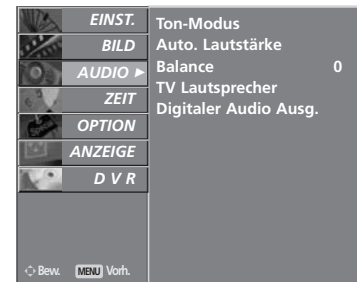 EINST.
BILD
AUDIO ►
ZEIT
OPTION
ANZEIGE
D V R
Bew. MENU Vorh.
Ton-Modus
Auto. Lautstärke
Balance 0
TV Lautsprecher
Digitaler Audio Ausg.